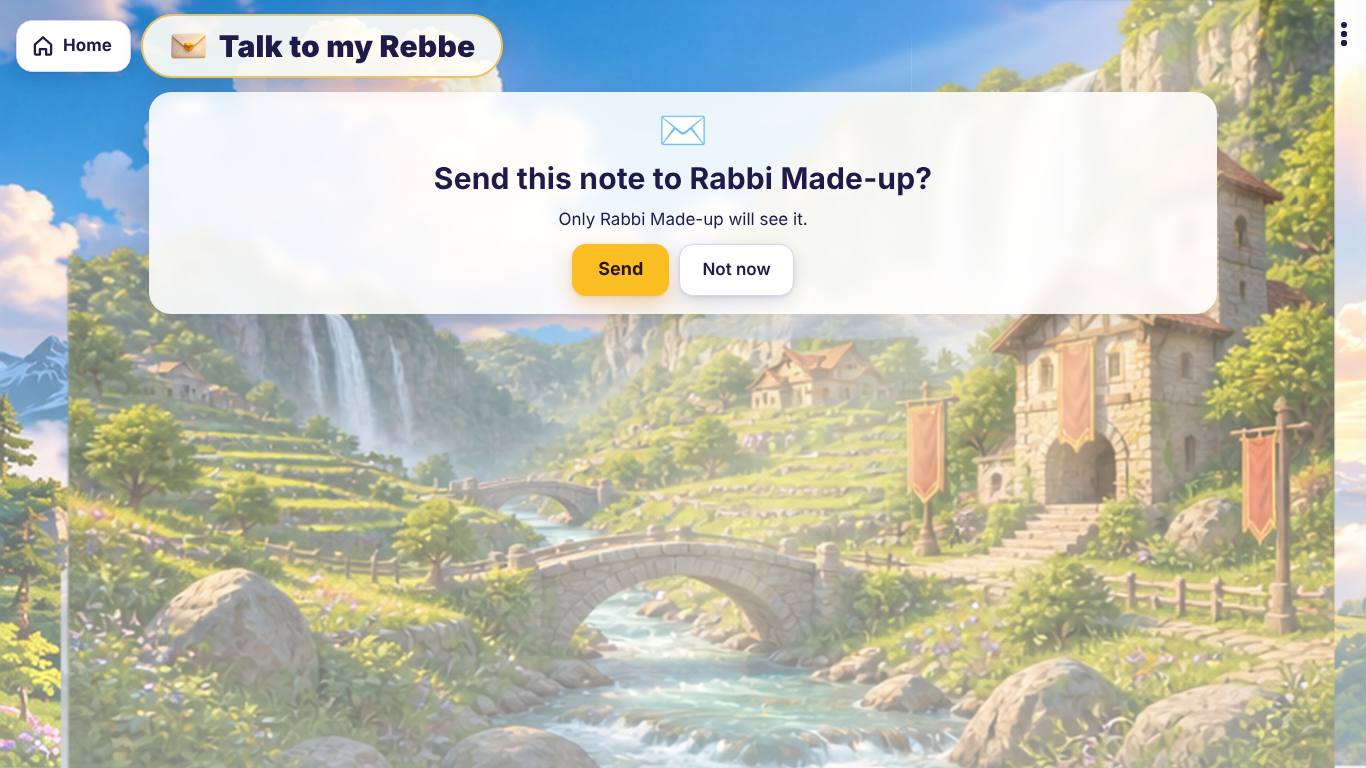 Home
Talk to my Rebbe
Send this note to Rabbi Made-up?
Only Rabbi Made-up will see it.
Send
Not now